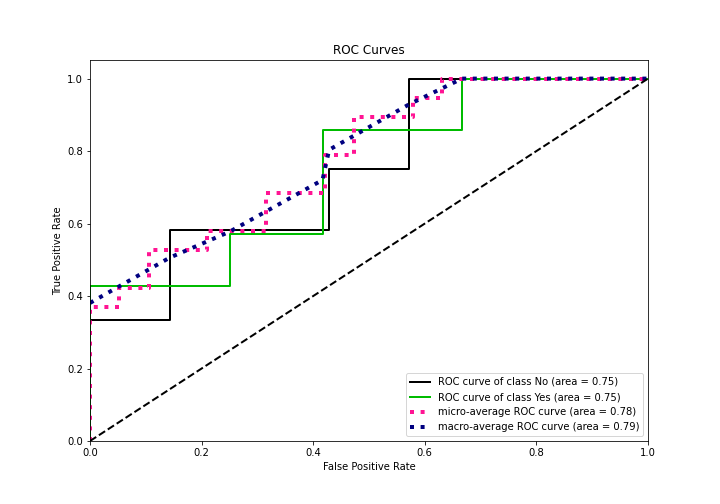 ROC Curves
True Positive Rate
1.0
0.8
0.6
0.4
0.2
0.0
0.0 0.2 0.4 0.6 0.8 1.0
False Positive Rate
ROC curve of class No (area = 0.75)
ROC curve of class Yes (area = 0.75)
micro-average ROC curve (area = 0.78)
macro-average ROC curve (area = 0.79)